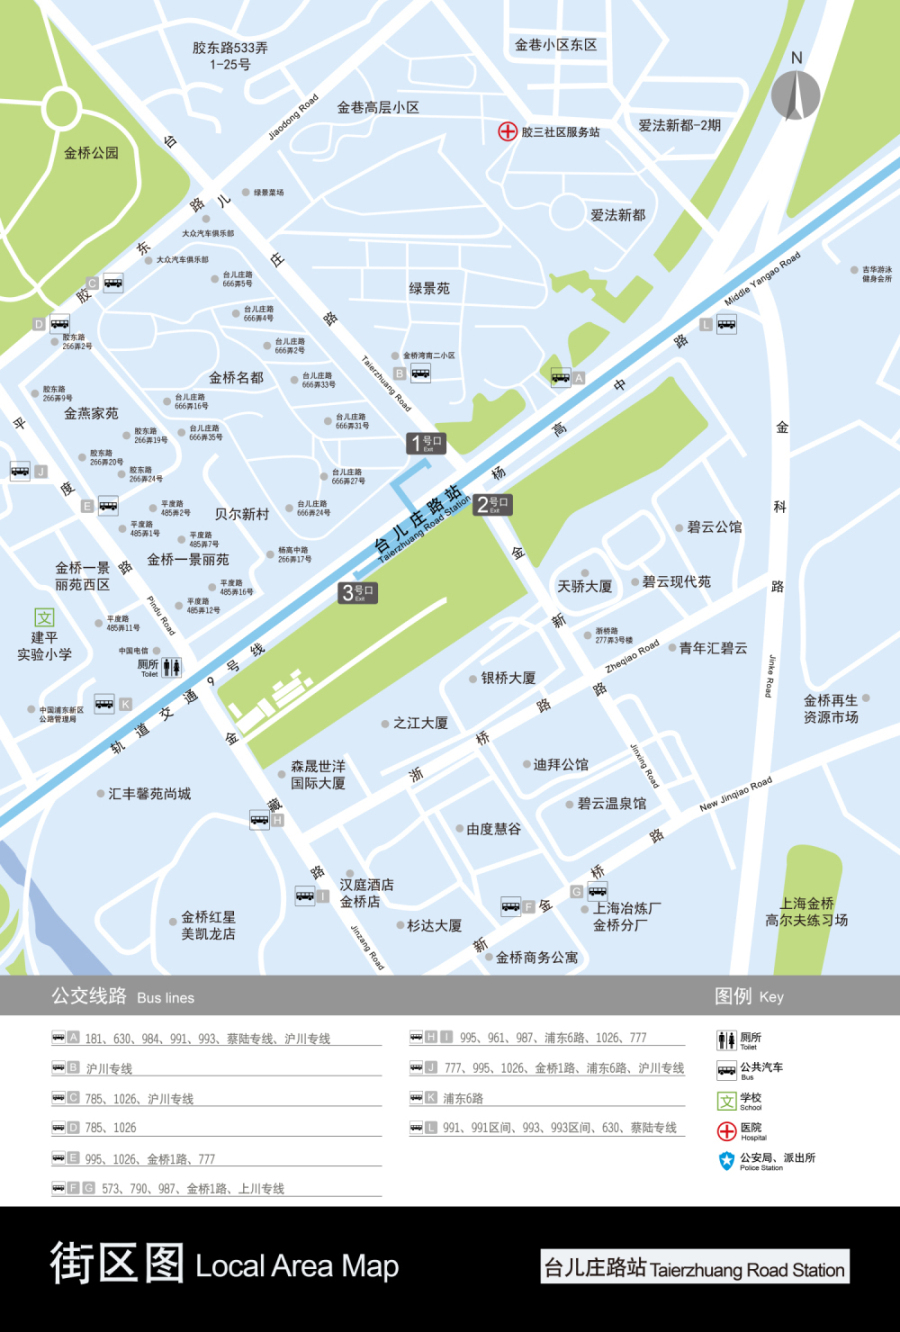 胶东路533弄
1-25号
金巷小区东区
N
金巷高层小区
Jiaodong Road
胶三社区服务站
爱法新都-2期
金桥公园
台
儿
庄
路
绿景菜场
胶
东
路
大众汽车俱乐部
爱法新都
大众汽车俱乐部
台儿庄路
666弄5号
绿景苑
Middle Yangao Road
吉华游泳
健身会所
C
D
台儿庄路
666弄4号
胶东路
266弄2号
台儿庄路
666弄2号
金桥湾南二小区
B
A
L
Taierzhuang Road
金桥名都
台儿庄路
666弄33号
胶东路
266弄9号
金燕家苑
台儿庄路
666弄16号
台儿庄路
666弄31号
杨
高
中
路
平
度
路
胶东路
266弄19号
台儿庄路
666弄35号
1号口
Exit
金
科
路
胶东路
266弄20号
J
胶东路
266弄24号
台儿庄路
666弄27号
2号口
Exit
台儿庄路站
Taierzhuang Road Station
E
平度路
485弄2号
贝尔新村
台儿庄路
666弄24号
碧云公馆
平度路
485弄1号
平度路
485弄7号
杨高中路
266弄17号
金桥一景
丽苑西区
金桥一景丽苑
3号口
Exit
天骄大厦
碧云现代苑
平度路
485弄16号
平度路
485弄12号
Pindu Road
文
建平
实验小学
平度路
485弄11号
浙桥路
277弄3号楼
青年汇碧云
Zheqiao Road
中国电信
厕所
Toilet
轨道交通9号线
金
新
路
银桥大厦
Jinke Road
中国浦东新区
公路管理局
K
之江大厦
浙
桥
路
金桥再生
资源市场
森晟世洋
国际大厦
迪拜公馆
Jinxing Road
汇丰馨苑尚城
碧云温泉馆
New Jinqiao Road
金
藏
路
H
由度慧谷
汉庭酒店
金桥店
I
新
金
桥
路
G
F
上海冶炼厂
金桥分厂
上海金桥
高尔夫练习场
金桥红星
美凯龙店
杉达大厦
Jinzang Road
金桥商务公寓
公交线路 Bus lines
图例 Key
A 181、630、984、991、993、蔡陆专线、沪川专线
B 沪川专线
C 785、1026、沪川专线
D 785、1026
E 995、1026、金桥1路、777
F G 573、790、987、金桥1路、上川专线
H I 995、961、987、浦东6路、1026、777
J 777、995、1026、金桥1路、浦东6路、沪川专线
K 浦东6路
L 991、991区间、993、993区间、630、蔡陆专线
厕所
Toilet
公共汽车
Bus
文 学校
School
医院
Hospital
公安局、派出所
Police Station
街区图 Local Area Map
台儿庄路站 Taierzhuang Road Station